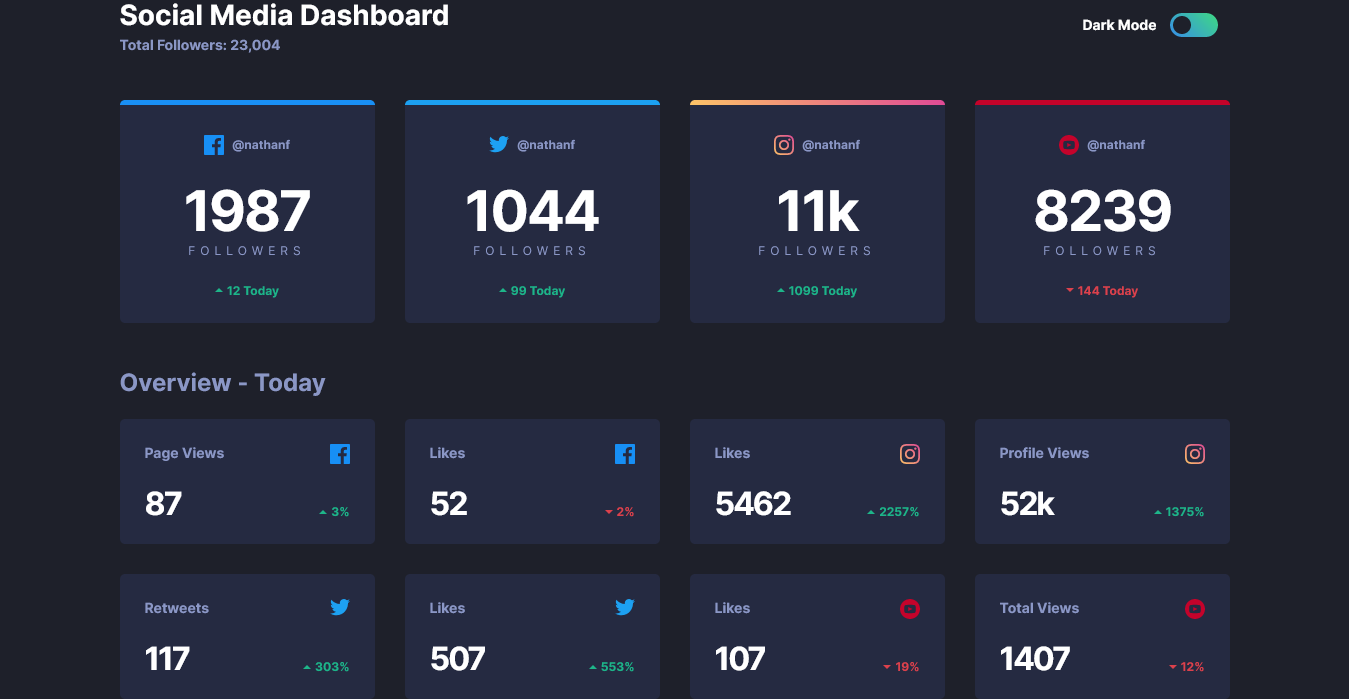 Social Media Dashboard
Total Followers: 23,004
Dark Mode
@nathanf
1987
FOLLOWERS
12 Today
@nathanf
1044
FOLLOWERS
99 Today
@nathanf
11k
FOLLOWERS
1099 Today
@nathanf
8239
FOLLOWERS
144 Today
Overview - Today
Page Views
87
3%
Likes
52
2%
Likes
5462
2257%
Profile Views
52k
1375%
Retweets
117
303%
Likes
507
553%
Likes
107
19%
Total Views
1407
12%